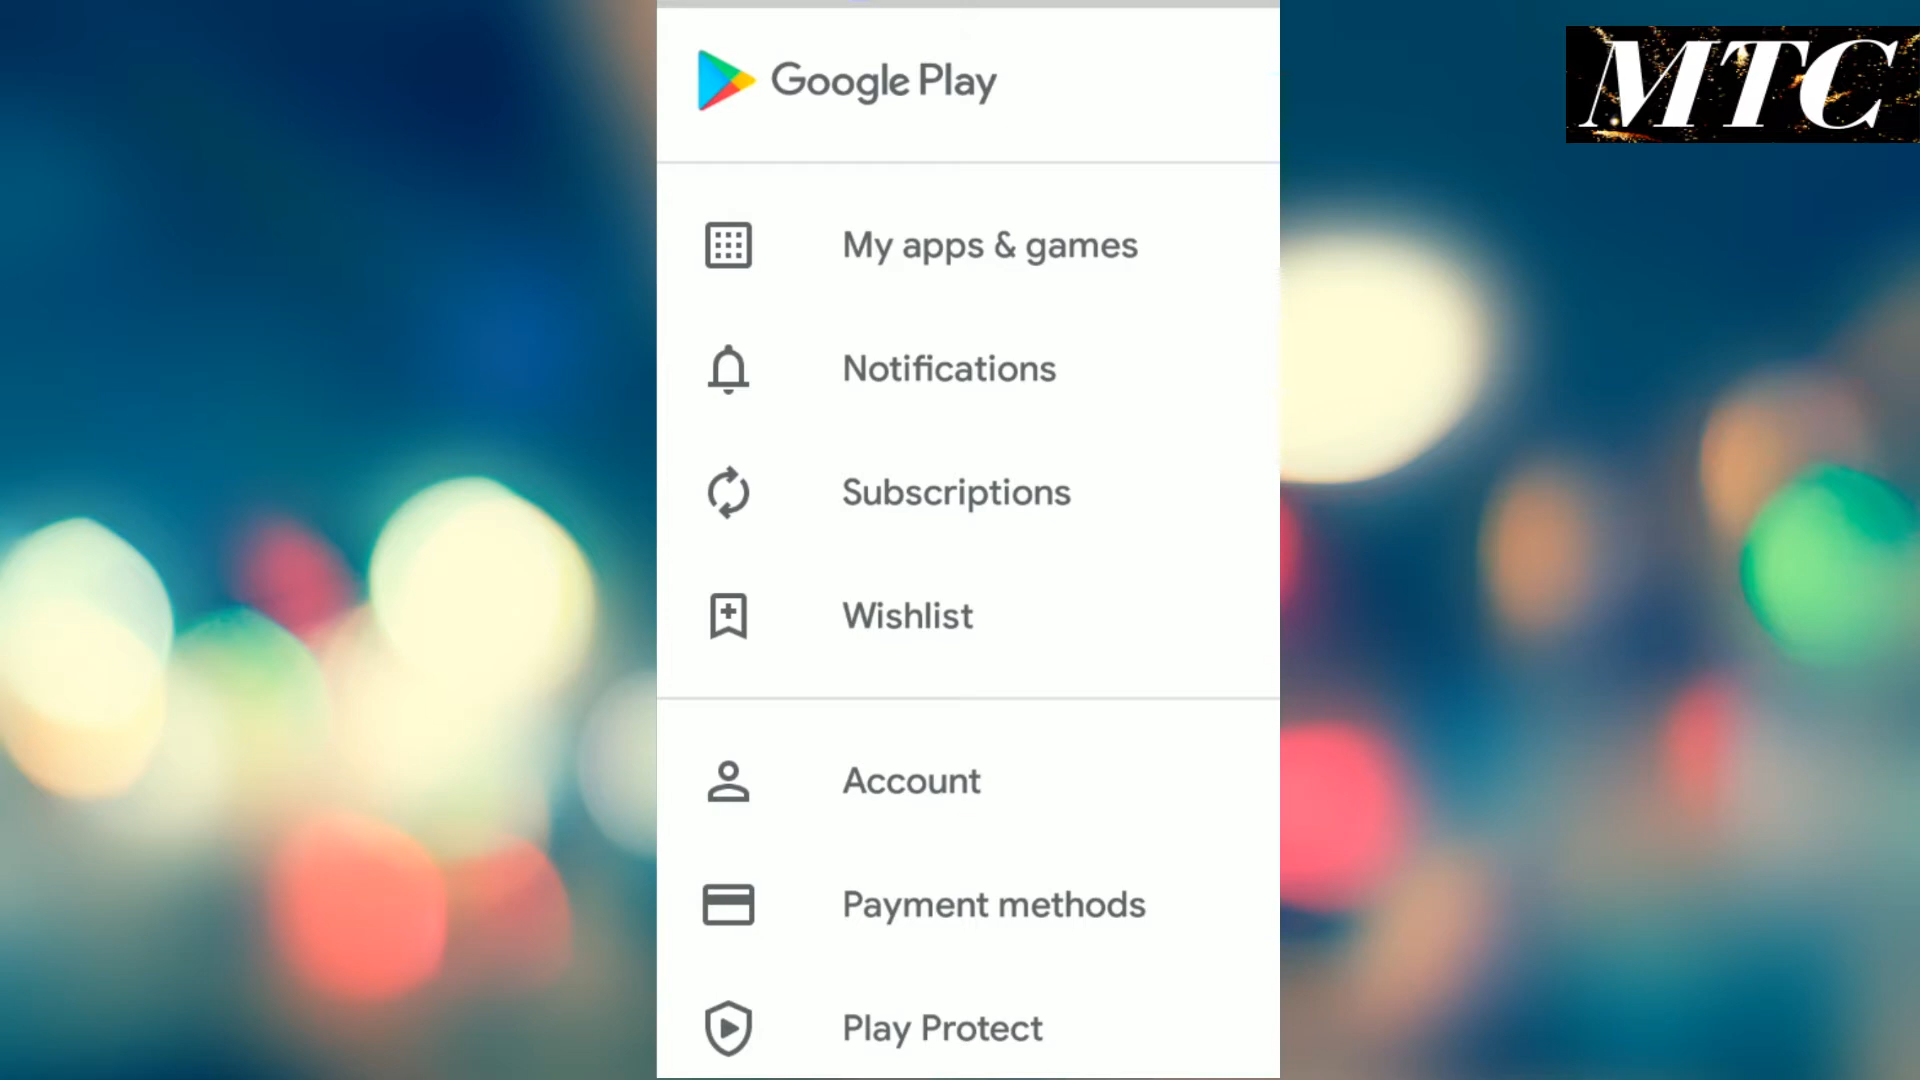 Google Play
MTC
My apps & games
Notifications
Subscriptions
Wishlist
Account
Payment methods
Play Protect